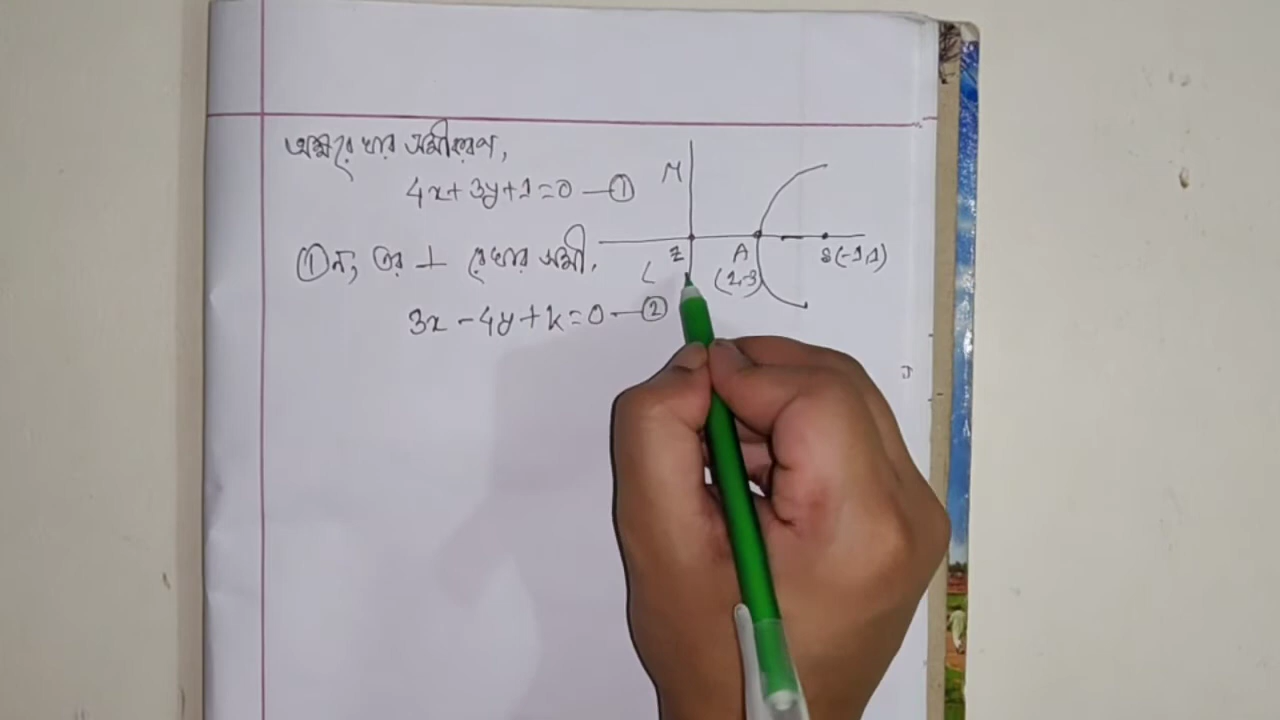 অক্ষরেখার সমীকরণ,
4x+3y+1=0 —①
①নং এর ⊥ রেখার সমী.
3x-4y+k=0 —②
M
Z
A
S(-1,1)
(
(2,-3)